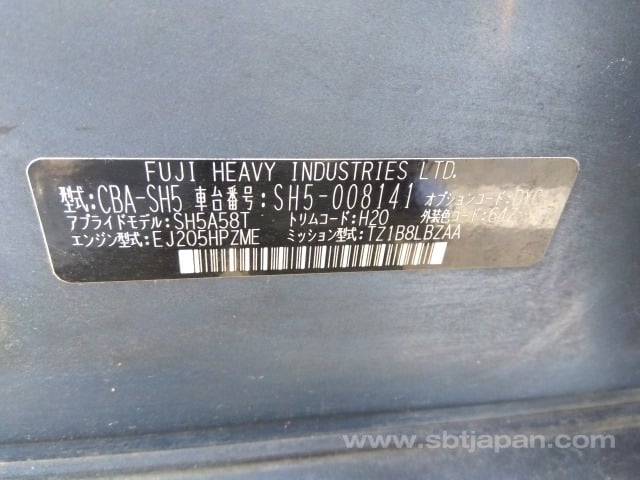 FUJI HEAVY INDUSTRIES LTD.
型式:CBA-SH5 車台番号:SH5-008141 オプションコード:
アプライドモデル:SH5A58T トリムコード:H20 外装色コード:
エンジン型式:EJ205HPZME ミッション型式:TZ1B8LBZAA
www.sbtjapan.com